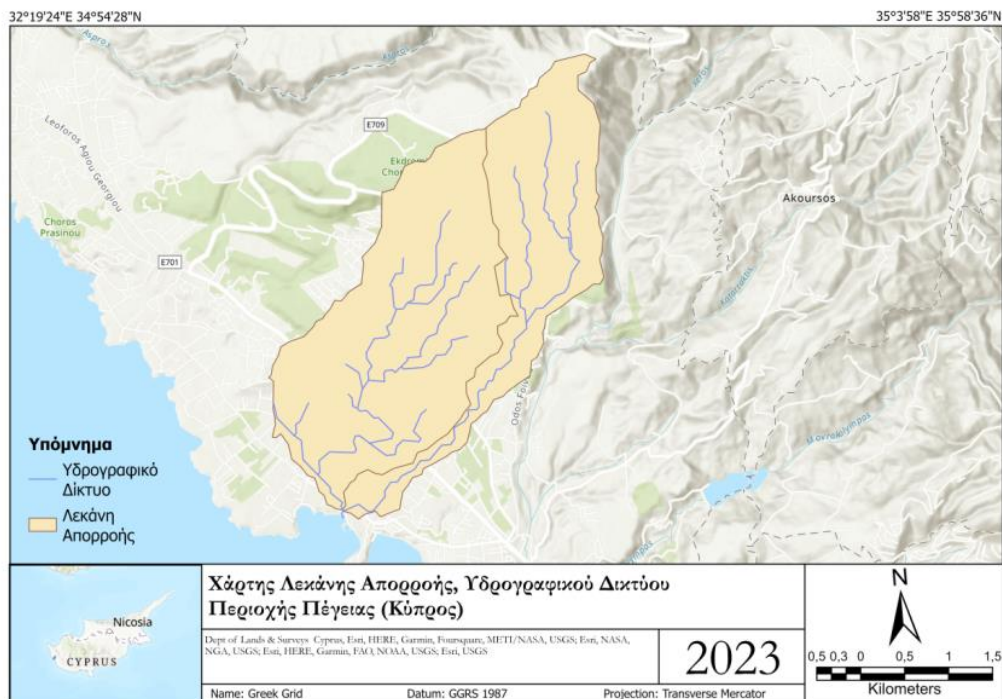 32°19'24"E 34°54'28"N
35°3'58"E 35°58'36"N
Aspros
Leoforos Agiou Georgiou
E709
Ekdrom
Choros
Prasinou
E701
Akoursos
Odos Foiv
Mavrokolympos
Υπόμνημα
Υδρογραφικό
Δίκτυο
Λεκάνη
Απορροής
Nicosia
CYPRUS
Χάρτης Λεκάνης Απορροής, Υδρογραφικού Δικτύου
Περιοχής Πέγειας (Κύπρος)
Dept of Lands & Surveys Cyprus, Esri, HERE, Garmin, Foursquare, METI/NASA, USGS; Esri, NASA,
NGA, USGS; Esri, HERE, Garmin, FAO, NOAA, USGS; Esri, USGS
2023
Name: Greek Grid
Datum: GGRS 1987
Projection: Transverse Mercator
N
0,5 0,3 0 0,5 1 1,5
Kilometers